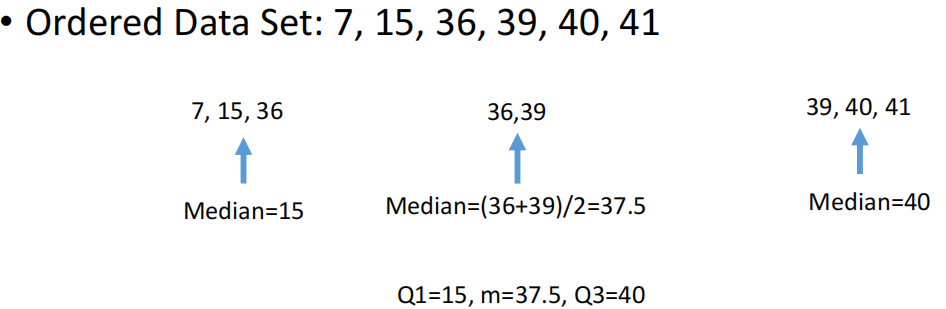 • Ordered Data Set: 7, 15, 36, 39, 40, 41
7, 15, 36
36,39
39, 40, 41
Median=15
Median=(36+39)/2=37.5
Median=40
Q1=15, m=37.5, Q3=40